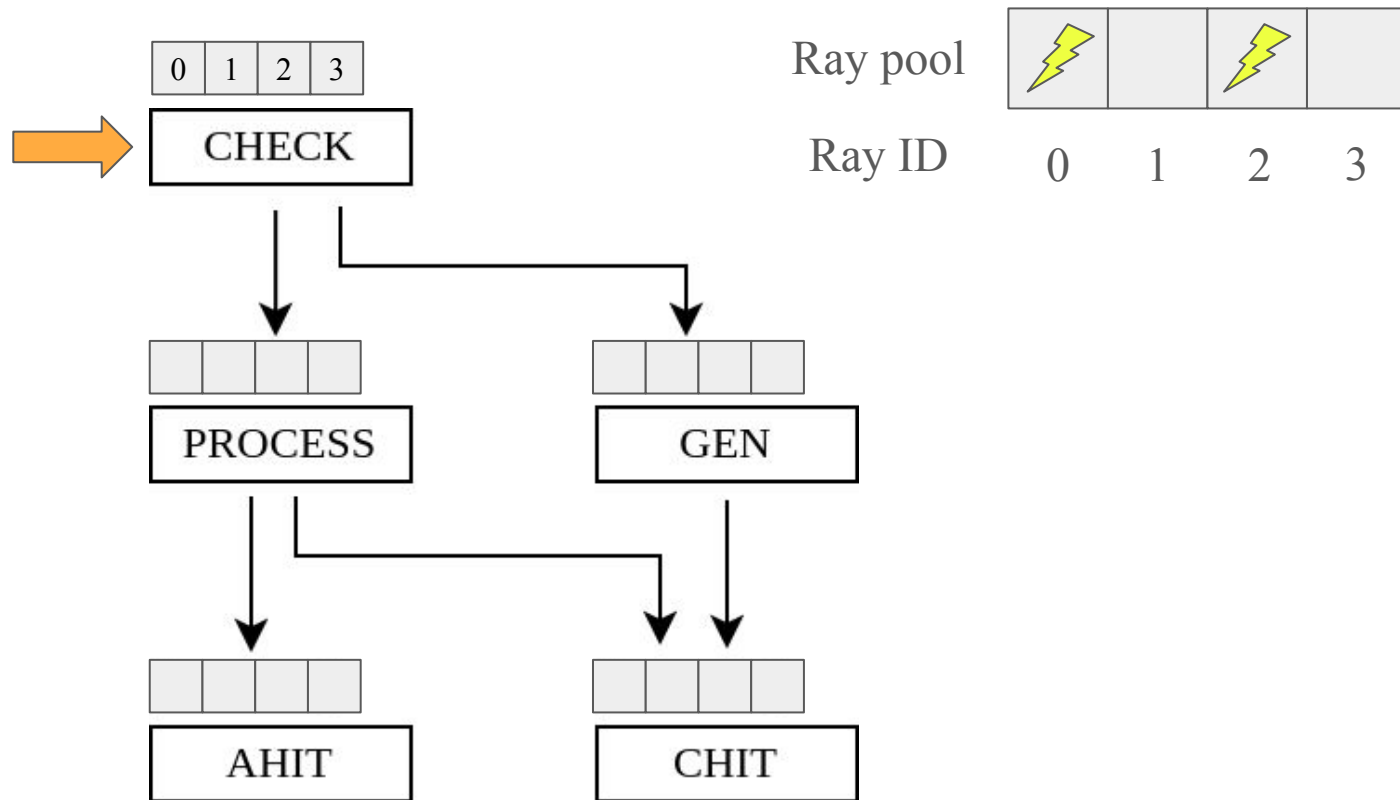 0 1 2 3
CHECK
Ray pool
Ray ID 0 1 2 3
PROCESS
GEN
AHIT
CHIT